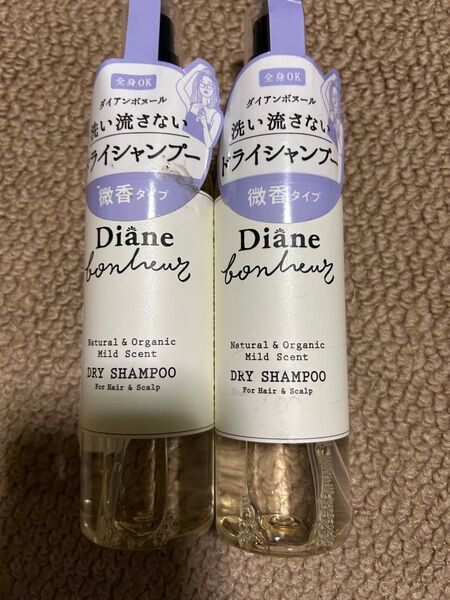 全身OK
ダイアンボヌール
洗い流さない
ドライシャンプー
微香タイプ
Diane
bonheur
Natural & Organic
Mild Scent
DRY SHAMPOO
For Hair & Scalp
全身OK
ダイアンボヌール
洗い流さない
ドライシャンプー
微香タイプ
Diane
bonheur
Natural & Organic
Mild Scent
DRY SHAMPOO
For Hair & Scalp